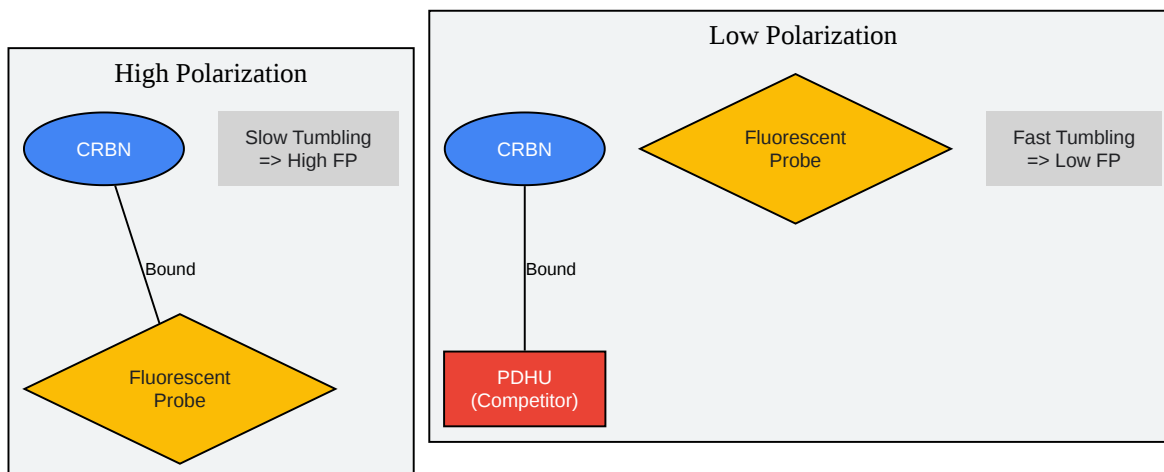 High Polarization
CRBN
Slow Tumbling
=> High FP
Bound
Fluorescent
Probe
Low Polarization
CRBN
Fluorescent
Probe
Fast Tumbling
=> Low FP
Bound
PDHU
(Competitor)